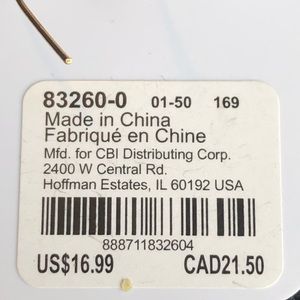 83260-0 01-50 169
Made in China
Fabriqué en Chine
Mfd. for CBI Distributing Corp.
2400 W Central Rd.
Hoffman Estates, IL 60192 USA
888711832604
US$16.99 CAD21.50